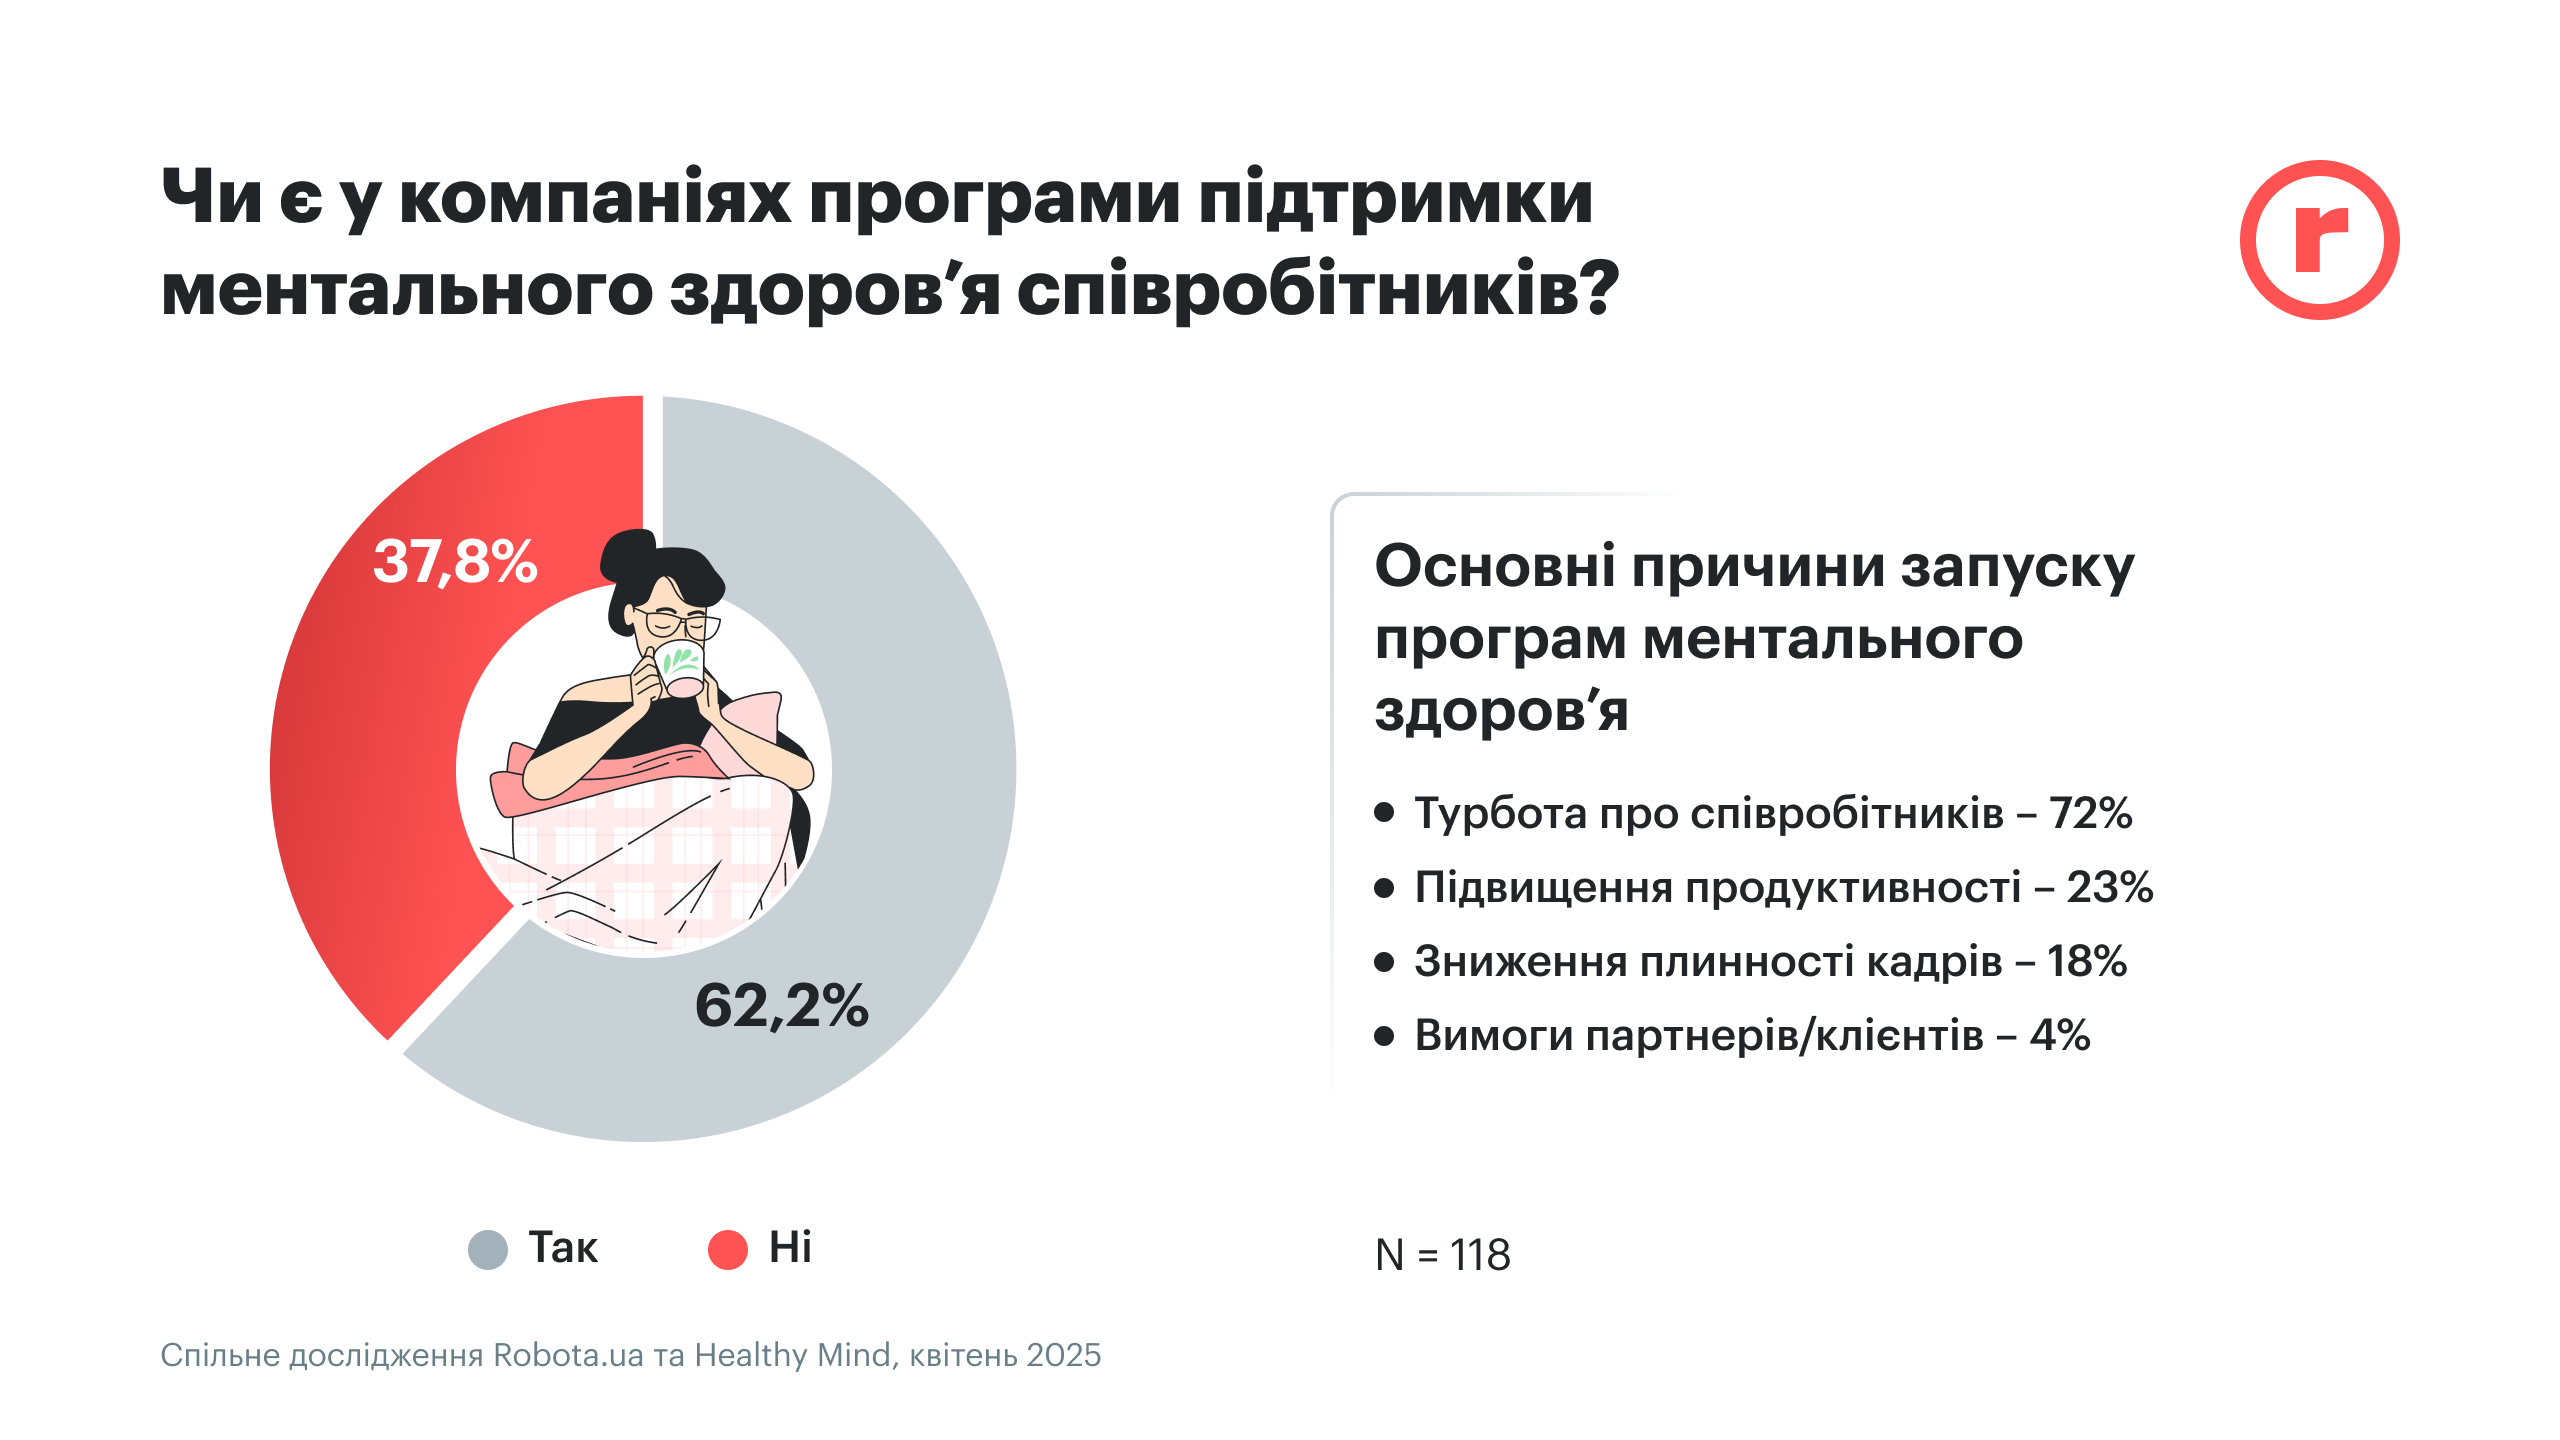 Чи є у компаніях програми підтримки
ментального здоров’я співробітників?
r
37,8%
62,2%
Так
Ні
Основні причини запуску
програм ментального
здоров’я
Турбота про співробітників – 72%
Підвищення продуктивності – 23%
Зниження плинності кадрів – 18%
Вимоги партнерів/клієнтів – 4%
N = 118
Спільне дослідження Robota.ua та Healthy Mind, квітень 2025